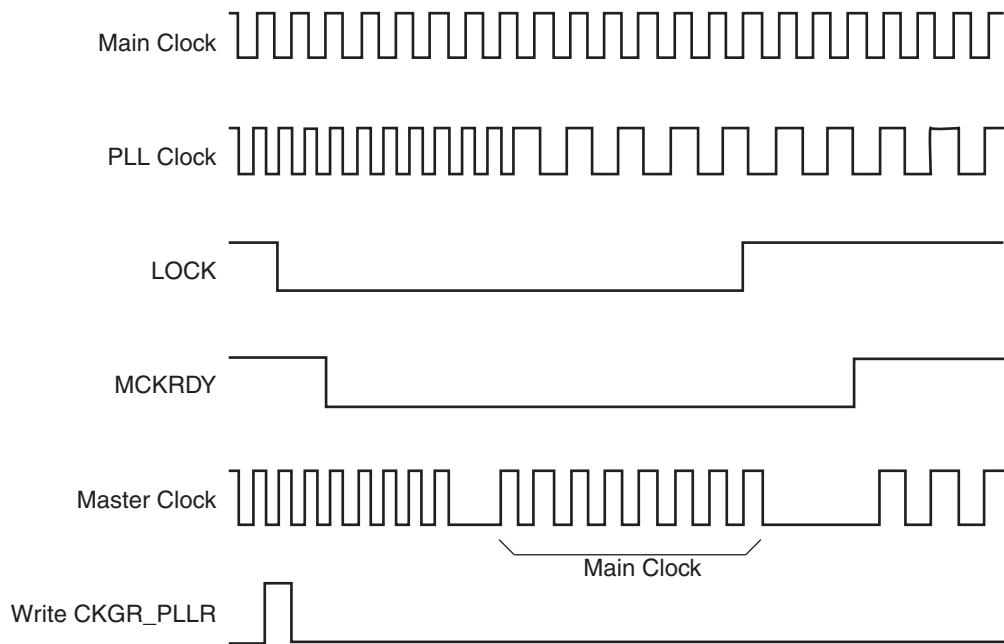 Main Clock
PLL Clock
LOCK
MCKRDY
Master Clock
Main Clock
Write CKGR_PLLR